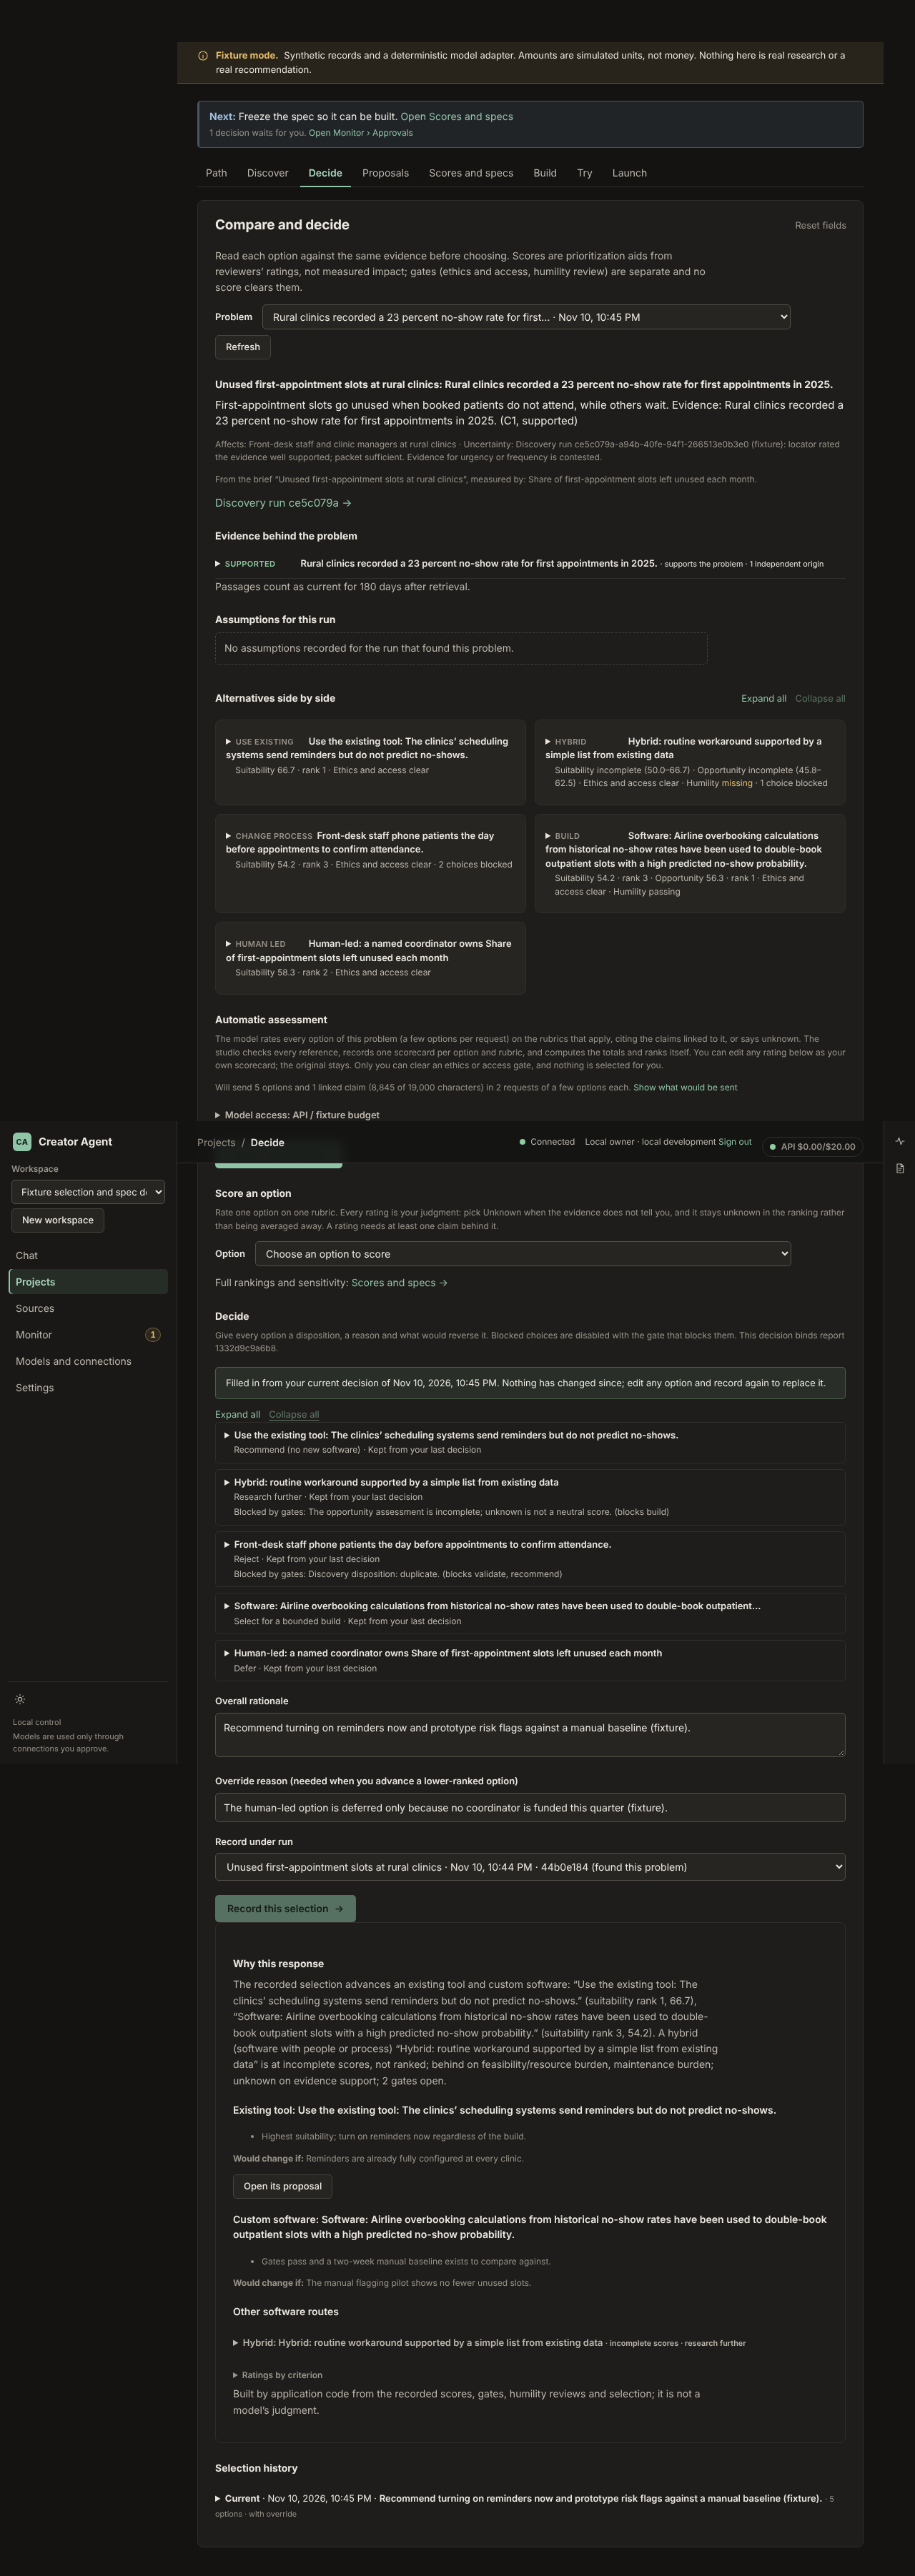 Fixture mode. Synthetic records and a deterministic model adapter. Amounts are simulated units, not money. Nothing here is real research or a
real recommendation.
Next: Freeze the spec so it can be built. Open Scores and specs
1 decision waits for you. Open Monitor › Approvals
Path Discover Decide Proposals Scores and specs Build Try Launch
Compare and decide
Reset fields
Read each option against the same evidence before choosing. Scores are prioritization aids from
reviewers’ ratings, not measured impact; gates (ethics and access, humility review) are separate and no
score clears them.
Problem Rural clinics recorded a 23 percent no-show rate for first... · Nov 10, 10:45 PM
Refresh
Unused first-appointment slots at rural clinics: Rural clinics recorded a 23 percent no-show rate for first appointments in 2025.
First-appointment slots go unused when booked patients do not attend, while others wait. Evidence: Rural clinics recorded a
23 percent no-show rate for first appointments in 2025. (C1, supported)
Affects: Front-desk staff and clinic managers at rural clinics · Uncertainty: Discovery run ce5c079a-a94b-40fe-94f1-266513e0b3e0 (fixture): locator rated
the evidence well supported; packet sufficient. Evidence for urgency or frequency is contested.
From the brief “Unused first-appointment slots at rural clinics”, measured by: Share of first-appointment slots left unused each month.
Discovery run ce5c079a →
Evidence behind the problem
▶ SUPPORTED Rural clinics recorded a 23 percent no-show rate for first appointments in 2025. · supports the problem · 1 independent origin
Passages count as current for 180 days after retrieval.
Assumptions for this run
No assumptions recorded for the run that found this problem.
Alternatives side by side
Expand all Collapse all
▶ USE EXISTING Use the existing tool: The clinics’ scheduling
systems send reminders but do not predict no-shows.
Suitability 66.7 · rank 1 · Ethics and access clear
▶ HYBRID Hybrid: routine workaround supported by a
simple list from existing data
Suitability incomplete (50.0–66.7) · Opportunity incomplete (45.8–
62.5) · Ethics and access clear · Humility missing · 1 choice blocked
▶ CHANGE PROCESS Front-desk staff phone patients the day
before appointments to confirm attendance.
Suitability 54.2 · rank 3 · Ethics and access clear · 2 choices blocked
▶ BUILD Software: Airline overbooking calculations
from historical no-show rates have been used to double-book
outpatient slots with a high predicted no-show probability.
Suitability 54.2 · rank 3 · Opportunity 56.3 · rank 1 · Ethics and
access clear · Humility passing
▶ HUMAN LED Human-led: a named coordinator owns Share
of first-appointment slots left unused each month
Suitability 58.3 · rank 2 · Ethics and access clear
Automatic assessment
The model rates every option of this problem (a few options per request) on the rubrics that apply, citing the claims linked to it, or says unknown. The
studio checks every reference, records one scorecard per option and rubric, and computes the totals and ranks itself. You can edit any rating below as your
own scorecard; the original stays. Only you can clear an ethics or access gate, and nothing is selected for you.
Will send 5 options and 1 linked claim (8,845 of 19,000 characters) in 2 requests of a few options each. Show what would be sent
▶ Model access: API / fixture budget
CA Creator Agent
Workspace
Fixture selection and spec de
New workspace
Chat
Projects
Sources
Monitor 1
Models and connections
Settings
Local control
Models are used only through
connections you approve.
Projects / Decide
Connected Local owner · local development Sign out API $0.00/$20.00
Score an option
Rate one option on one rubric. Every rating is your judgment: pick Unknown when the evidence does not tell you, and it stays unknown in the ranking rather
than being averaged away. A rating needs at least one claim behind it.
Option Choose an option to score
Full rankings and sensitivity: Scores and specs →
Decide
Give every option a disposition, a reason and what would reverse it. Blocked choices are disabled with the gate that blocks them. This decision binds report
1332d9c9a6b8.
Filled in from your current decision of Nov 10, 2026, 10:45 PM. Nothing has changed since; edit any option and record again to replace it.
Expand all Collapse all
▶ Use the existing tool: The clinics’ scheduling systems send reminders but do not predict no-shows.
Recommend (no new software) · Kept from your last decision
▶ Hybrid: routine workaround supported by a simple list from existing data
Research further · Kept from your last decision
Blocked by gates: The opportunity assessment is incomplete; unknown is not a neutral score. (blocks build)
▶ Front-desk staff phone patients the day before appointments to confirm attendance.
Reject · Kept from your last decision
Blocked by gates: Discovery disposition: duplicate. (blocks validate, recommend)
▶ Software: Airline overbooking calculations from historical no-show rates have been used to double-book outpatient...
Select for a bounded build · Kept from your last decision
▶ Human-led: a named coordinator owns Share of first-appointment slots left unused each month
Defer · Kept from your last decision
Overall rationale
Recommend turning on reminders now and prototype risk flags against a manual baseline (fixture).
Override reason (needed when you advance a lower-ranked option)
The human-led option is deferred only because no coordinator is funded this quarter (fixture).
Record under run
Unused first-appointment slots at rural clinics · Nov 10, 10:44 PM · 44b0e184 (found this problem)
Record this selection →
Why this response
The recorded selection advances an existing tool and custom software: “Use the existing tool: The
clinics’ scheduling systems send reminders but do not predict no-shows.” (suitability rank 1, 66.7),
“Software: Airline overbooking calculations from historical no-show rates have been used to double-
book outpatient slots with a high predicted no-show probability.” (suitability rank 3, 54.2). A hybrid
(software with people or process) “Hybrid: routine workaround supported by a simple list from existing
data” is at incomplete scores, not ranked; behind on feasibility/resource burden, maintenance burden;
unknown on evidence support; 2 gates open.
Existing tool: Use the existing tool: The clinics’ scheduling systems send reminders but do not predict no-shows.
• Highest suitability; turn on reminders now regardless of the build.
Would change if: Reminders are already fully configured at every clinic.
Open its proposal
Custom software: Software: Airline overbooking calculations from historical no-show rates have been used to double-book
outpatient slots with a high predicted no-show probability.
• Gates pass and a two-week manual baseline exists to compare against.
Would change if: The manual flagging pilot shows no fewer unused slots.
Other software routes
▶ Hybrid: Hybrid: routine workaround supported by a simple list from existing data · incomplete scores · research further
▶ Ratings by criterion
Built by application code from the recorded scores, gates, humility reviews and selection; it is not a
model’s judgment.
Selection history
▶ Current · Nov 10, 2026, 10:45 PM · Recommend turning on reminders now and prototype risk flags against a manual baseline (fixture). · 5
options · with override